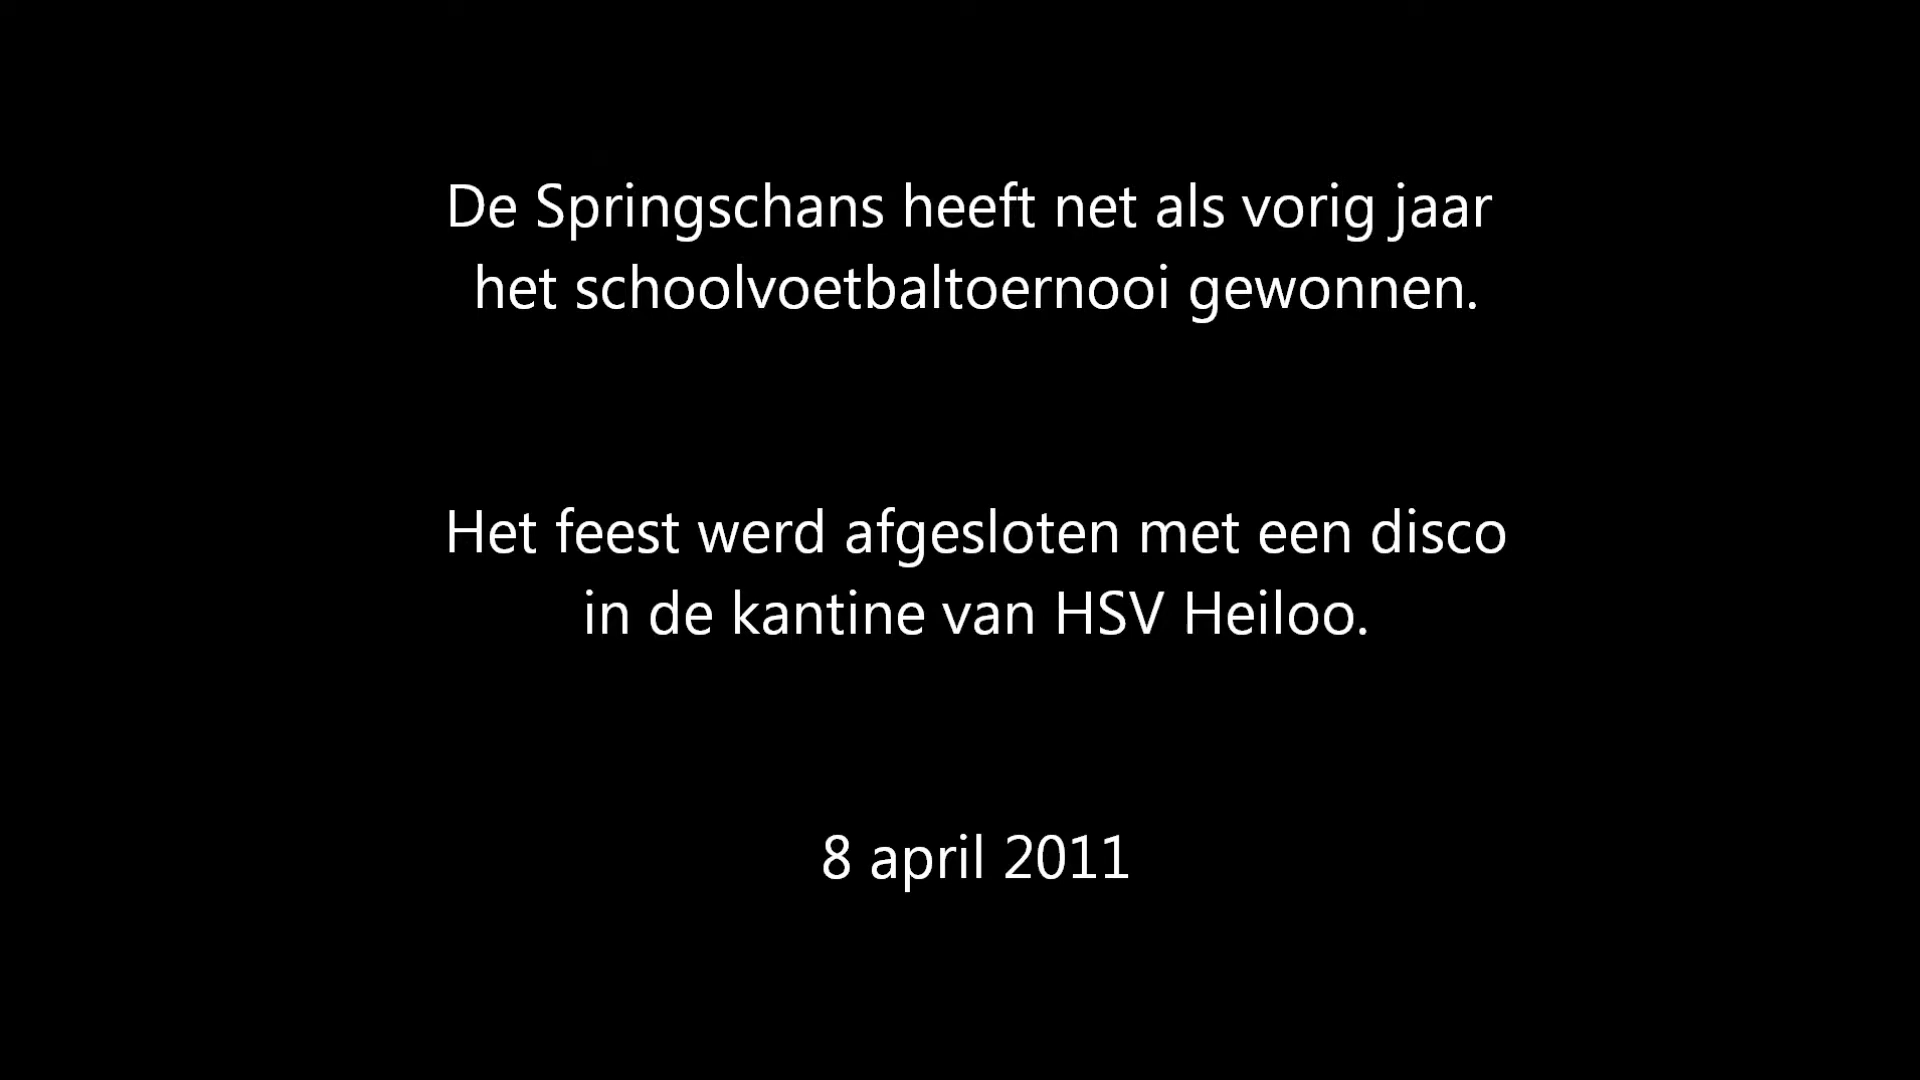 De Springschans heeft net als vorig jaar
het schoolvoetbaltoernooi gewonnen.
Het feest werd afgesloten met een disco
in de kantine van HSV Heiloo.
8 april 2011